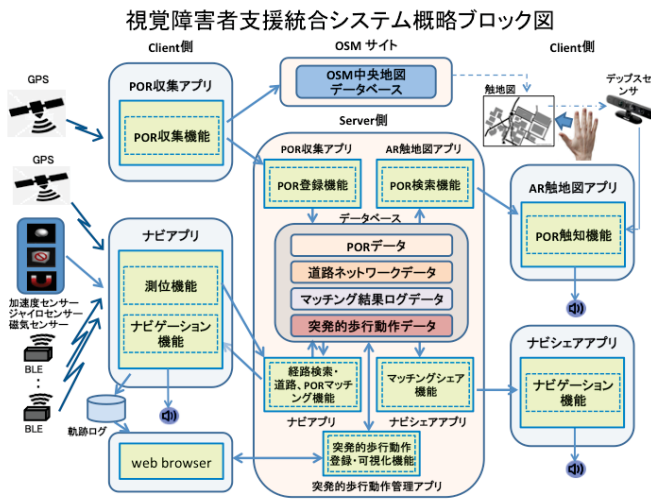 視覚障害者支援統合システム概略ブロック図
Client側
OSM サイト
Client側
GPS
POR収集アプリ
POR収集機能
OSM中央地図
データベース
触地図
デップスセ
ンサ
Server側
GPS
POR収集アプリ
POR登録機能
AR触地図アプリ
POR検索機能
AR触地図アプリ
POR触知機能
データベース
PORデータ
道路ネットワークデータ
マッチング結果ログデータ
突発的歩行動作データ
ナビアプリ
測位機能
ナビゲーション
機能
加速度センサー
ジャイロセンサー
磁気センサー
BLE
:
BLE
経路検索・
道路、PORマッ
チング機能
ナビアプリ
マッチングシェア
機能
ナビシェアアプリ
ナビシェアアプリ
ナビゲーション
機能
軌跡ログ
web browser
突発的歩行動作
登録・可視化機能
突発的歩行動作管理アプリ